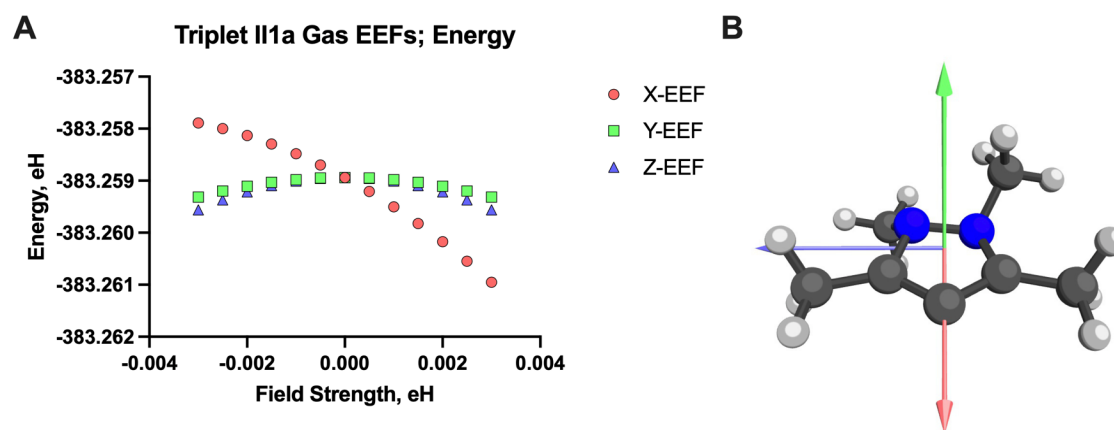 A
Triplet II1a Gas EEFs; Energy
-383.257
-383.258
-383.259
-383.260
-383.261
-383.262
Energy, eH
-0.004
-0.002
0.000
0.002
0.004
Field Strength, eH
X-EEF
Y-EEF
Z-EEF
B